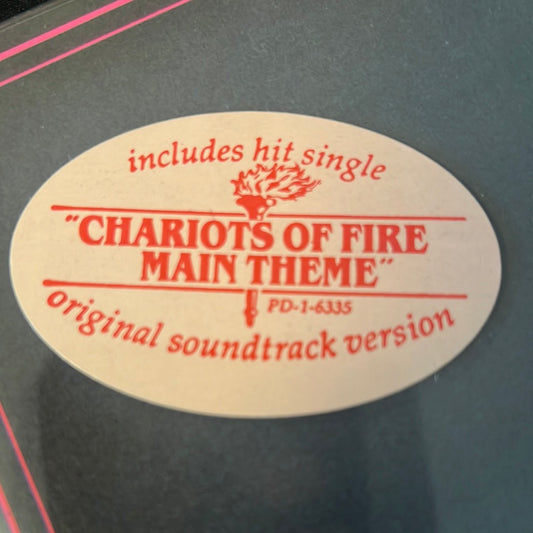 includes hit single
"CHARIOTS OF FIRE
MAIN THEME"
PD-1-6335
original soundtrack version